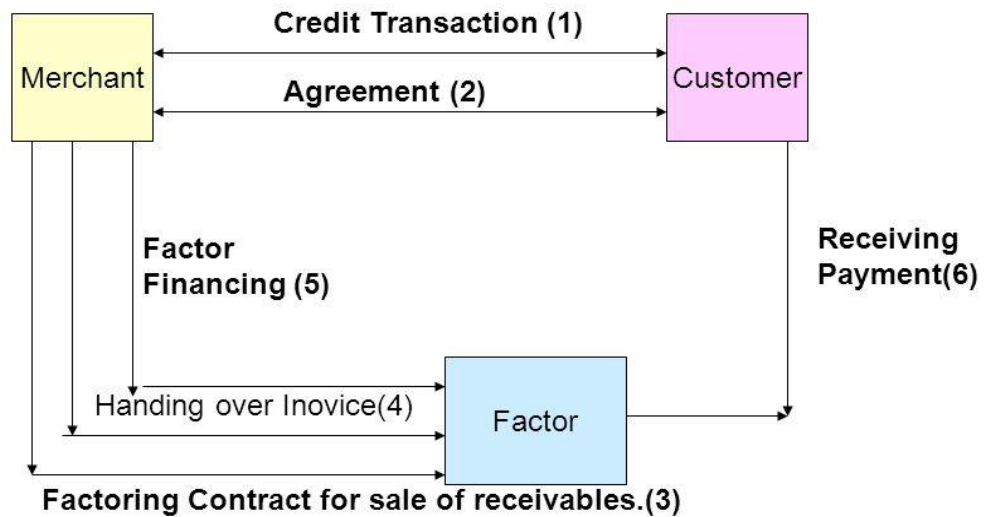 Credit Transaction (1)
Merchant
Customer
Agreement (2)
Factor
Financing (5)
Receiving
Payment(6)
Handing over Inovice(4)
Factor
Factoring Contract for sale of receivables.(3)